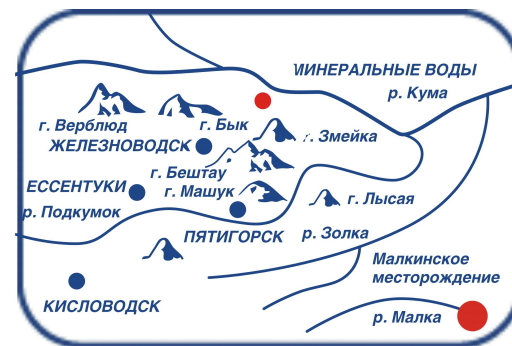 МИНЕРАЛЬНЫЕ ВОДЫ
р. Кума
г. Верблюд
г. Бык
г. Змейка
ЖЕЛЕЗНОВОДСК
г. Бештау
ЕССЕНТУКИ
г. Машук
г. Лысая
р. Подкумок
ПЯТИГОРСК
р. Золка
Малкинское
месторождение
КИСЛОВОДСК
р. Малка